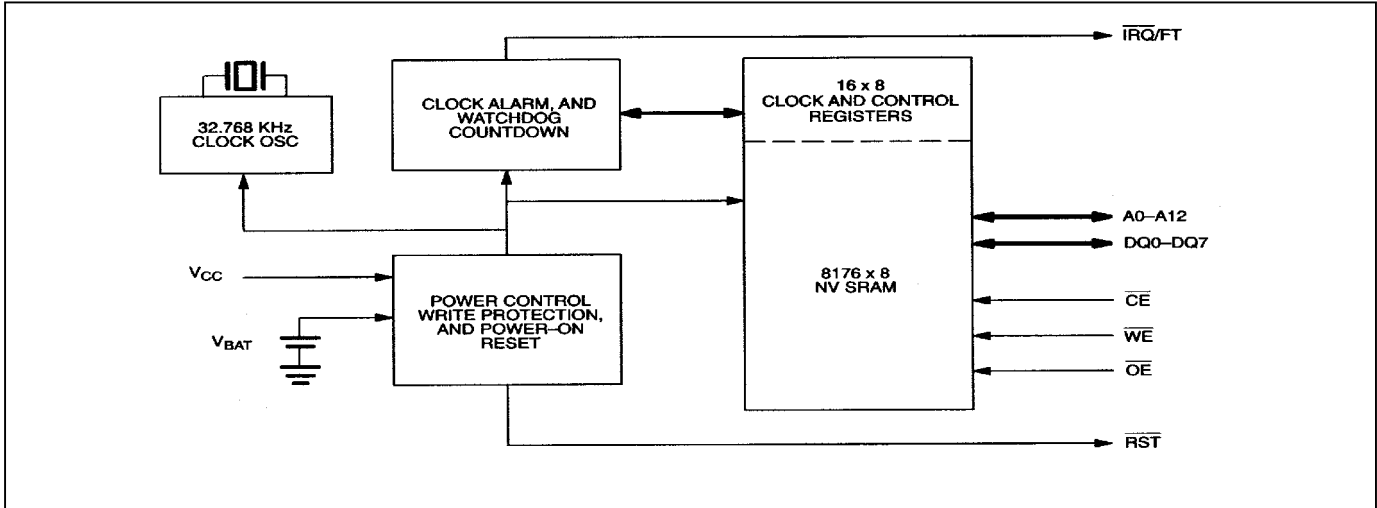 IRQ/FT
16 x 8
CLOCK AND CONTROL
REGISTERS
CLOCK ALARM, AND
WATCHDOG
COUNTDOWN
32.768 KHz
CLOCK OSC
A0–A12
DQ0–DQ7
VCC
8176 x 8
NV SRAM
POWER CONTROL
WRITE PROTECTION,
AND POWER–ON
RESET
CE
WE
VBAT
OE
RST